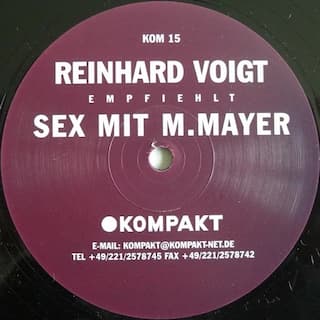 KOM 15
REINHARD VOIGT
EMPFIEHLT
SEX MIT M.MAYER
KOMPAKT
E-MAIL: KOMPAKT@KOMPAKT-NET.DE
TEL +49/221/2578745 FAX +49/221/2578742